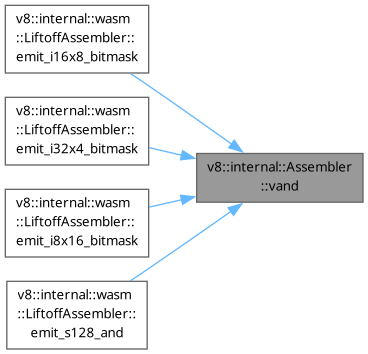 v8::internal::wasm
::LiftoffAssembler::
emit_i16x8_bitmask
v8::internal::wasm
::LiftoffAssembler::
emit_i32x4_bitmask
v8::internal::Assembler
::vand
v8::internal::wasm
::LiftoffAssembler::
emit_i8x16_bitmask
v8::internal::wasm
::LiftoffAssembler::
emit_s128_and